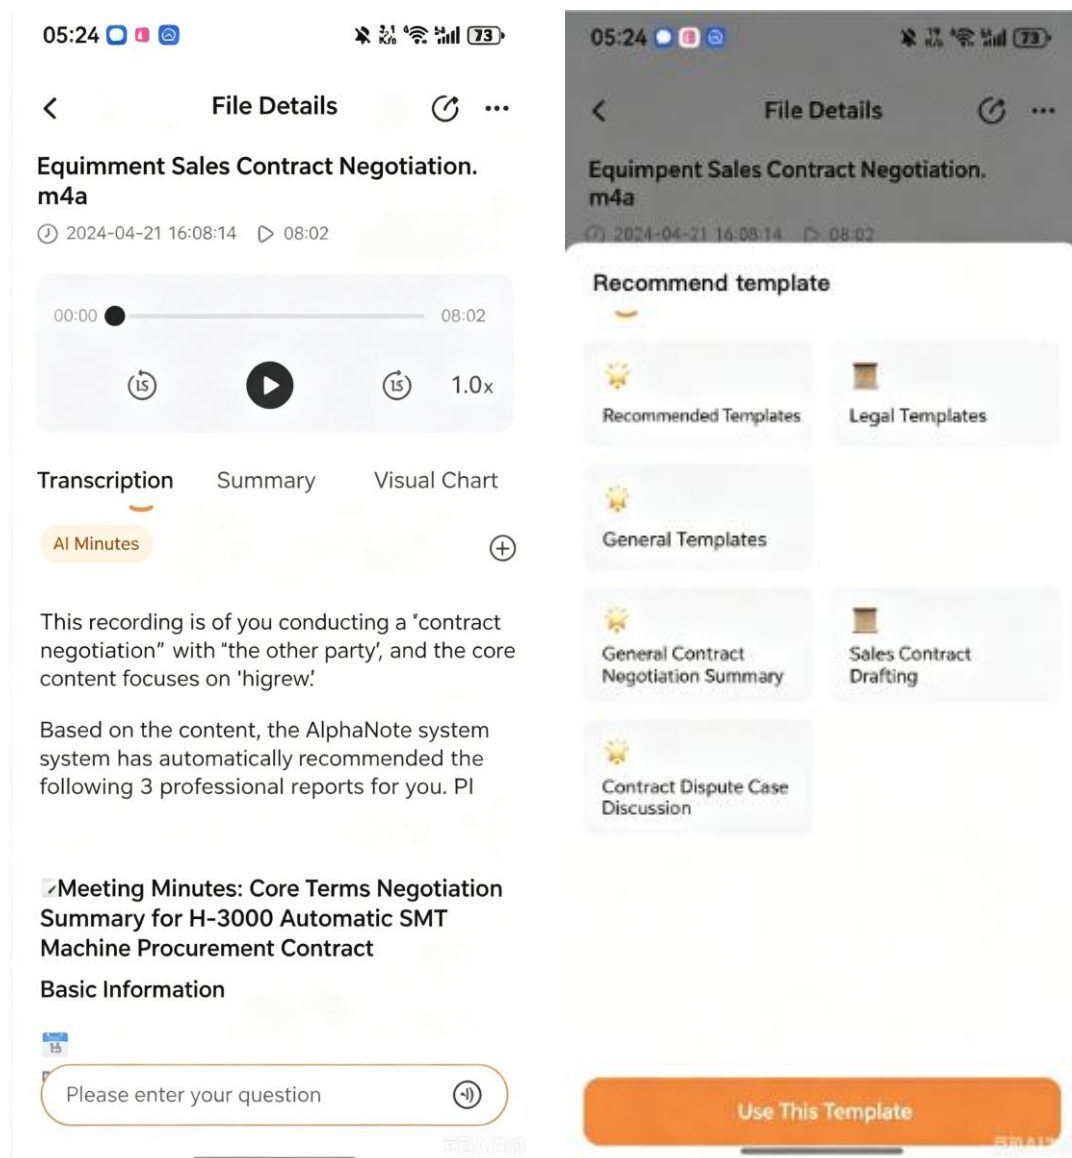 05:24
73
File Details
Equimment Sales Contract Negotiation.
m4a
2024-04-21 16:08:14
08:02
00:00
08:02
15
15
1.0x
Transcription
Summary
Visual Chart
AI Minutes
This recording is of you conducting a "contract
negotiation" with "the other party', and the core
content focuses on 'higrew.'
Based on the content, the AlphaNote system
system has automatically recommended the
following 3 professional reports for you. Pl
Meeting Minutes: Core Terms Negotiation
Summary for H-3000 Automatic SMT
Machine Procurement Contract
Basic Information
Please enter your question
05:24
73
File Details
Equimpent Sales Contract Negotiation.
m4a
2024-04-21 16:08:14
08:02
Recommend template
Recommended Templates
Legal Templates
General Templates
General Contract
Negotiation Summary
Sales Contract
Drafting
Contract Dispute Case
Discussion
Use This Template